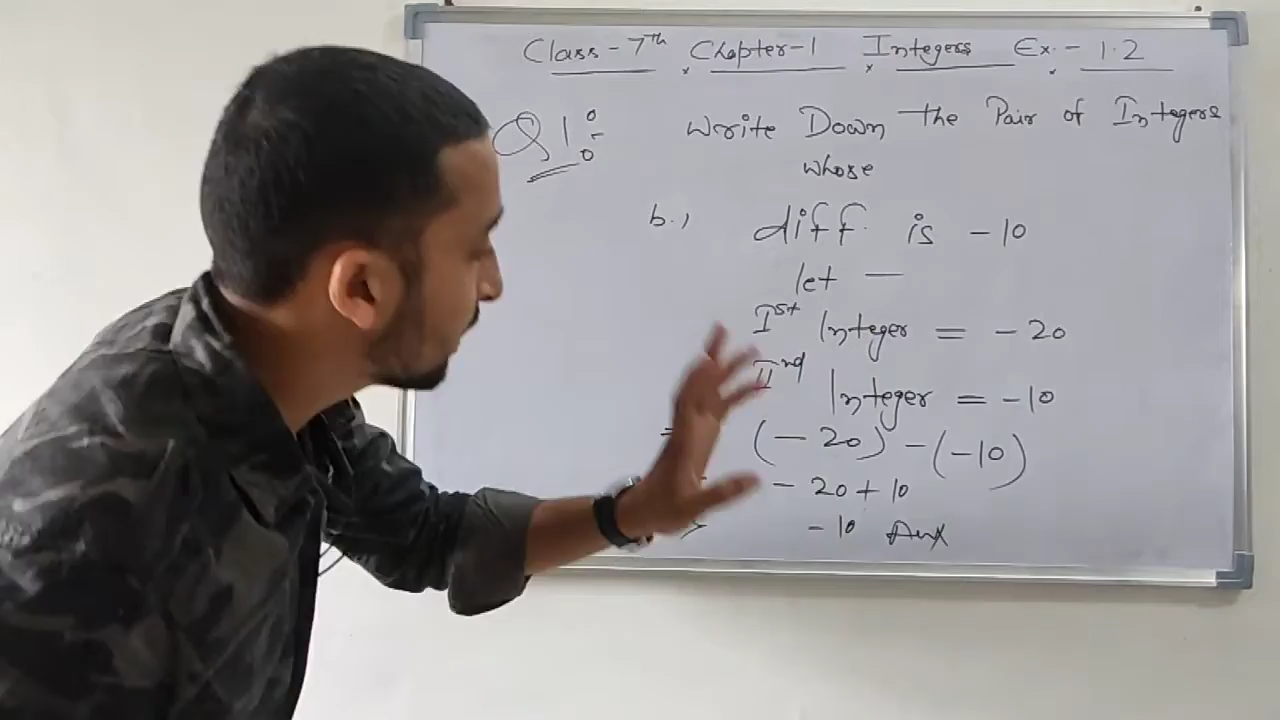 Class - 7th Chapter-1 Integers Ex.- 1.2
Q1:- Write Down the Pair of Integers
whose
b.) diff. is -10
let —
Ist Integer = -20
IInd Integer = -10
(-20) -(-10)
- 20 + 10
-10 Ans